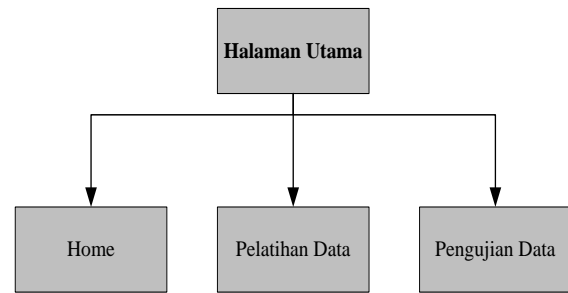 Halaman Utama
Home
Pelatihan Data
Pengujian Data